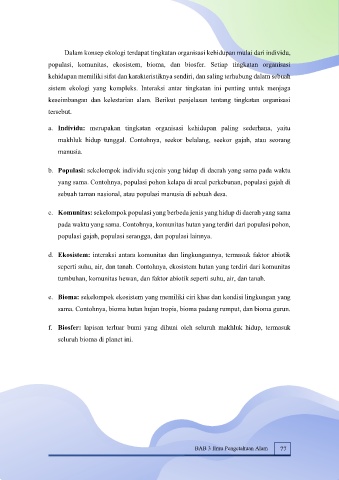 Dalam konsep ekologi terdapat tingkatan organisasi kehidupan mulai dari individu,
populasi, komunitas, ekosistem, bioma, dan biosfer. Setiap tingkatan organisasi
kehidupan memiliki sifat dan karakteristiknya sendiri, dan saling terhubung dalam sebuah
sistem ekologi yang kompleks. Interaksi antar tingkatan ini penting untuk menjaga
keseimbangan dan kelestarian alam. Berikut penjelasan tentang tingkatan organisasi
tersebut.
a. Individu: merupakan tingkatan organisasi kehidupan paling sederhana, yaitu
makhluk hidup tunggal. Contohnya, seekor belalang, seekor gajah, atau seorang
manusia.
b. Populasi: sekelompok individu sejenis yang hidup di daerah yang sama pada waktu
yang sama. Contohnya, populasi pohon kelapa di areal perkebunan, populasi gajah di
sebuah taman nasional, atau populasi manusia di sebuah desa.
c. Komunitas: sekelompok populasi yang berbeda jenis yang hidup di daerah yang sama
pada waktu yang sama. Contohnya, komunitas hutan yang terdiri dari populasi pohon,
populasi gajah, populasi serangga, dan populasi lainnya.
d. Ekosistem: interaksi antara komunitas dan lingkungannya, termasuk faktor abiotik
seperti suhu, air, dan tanah. Contohnya, ekosistem hutan yang terdiri dari komunitas
tumbuhan, komunitas hewan, dan faktor abiotik seperti suhu, air, dan tanah.
e. Bioma: sekelompok ekosistem yang memiliki ciri khas dan kondisi lingkungan yang
sama. Contohnya, bioma hutan hujan tropis, bioma padang rumput, dan bioma gurun.
f. Biosfer: lapisan terluar bumi yang dihuni oleh seluruh makhluk hidup, termasuk
seluruh bioma di planet ini.
BAB 3 Ilmu Pengetahuan Alam 77